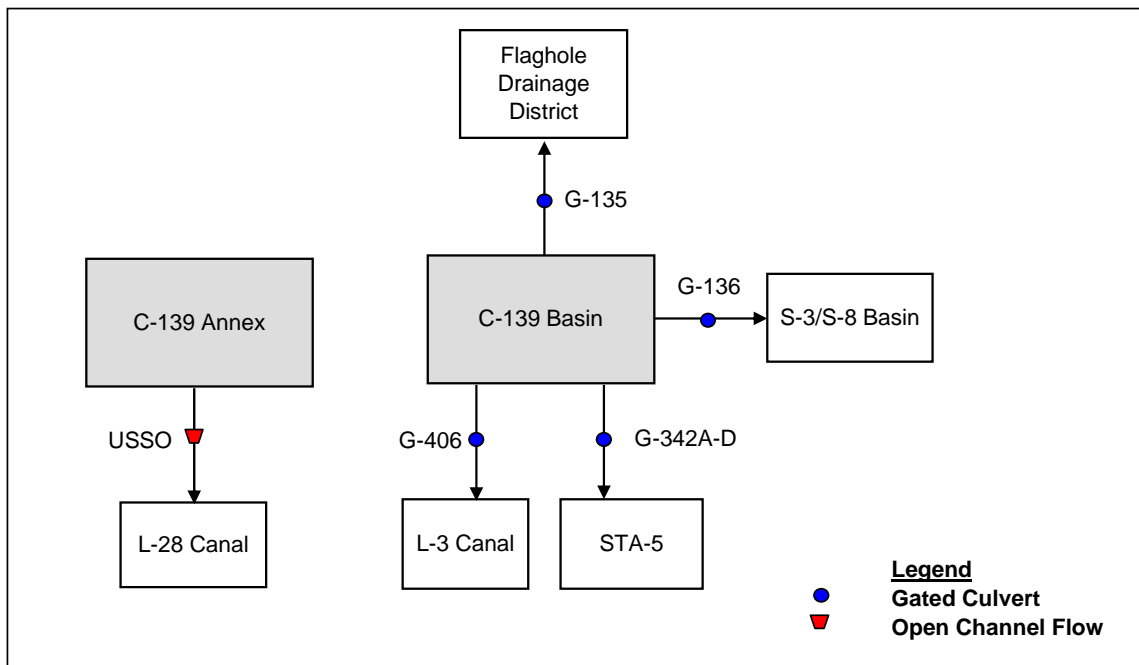 Flaghole
Drainage
District
G-135
G-136
C-139 Annex
C-139 Basin
S-3/S-8 Basin
USSO
G-406
G-342A-D
L-28 Canal
L-3 Canal
STA-5
Legend
Gated Culvert
Open Channel Flow